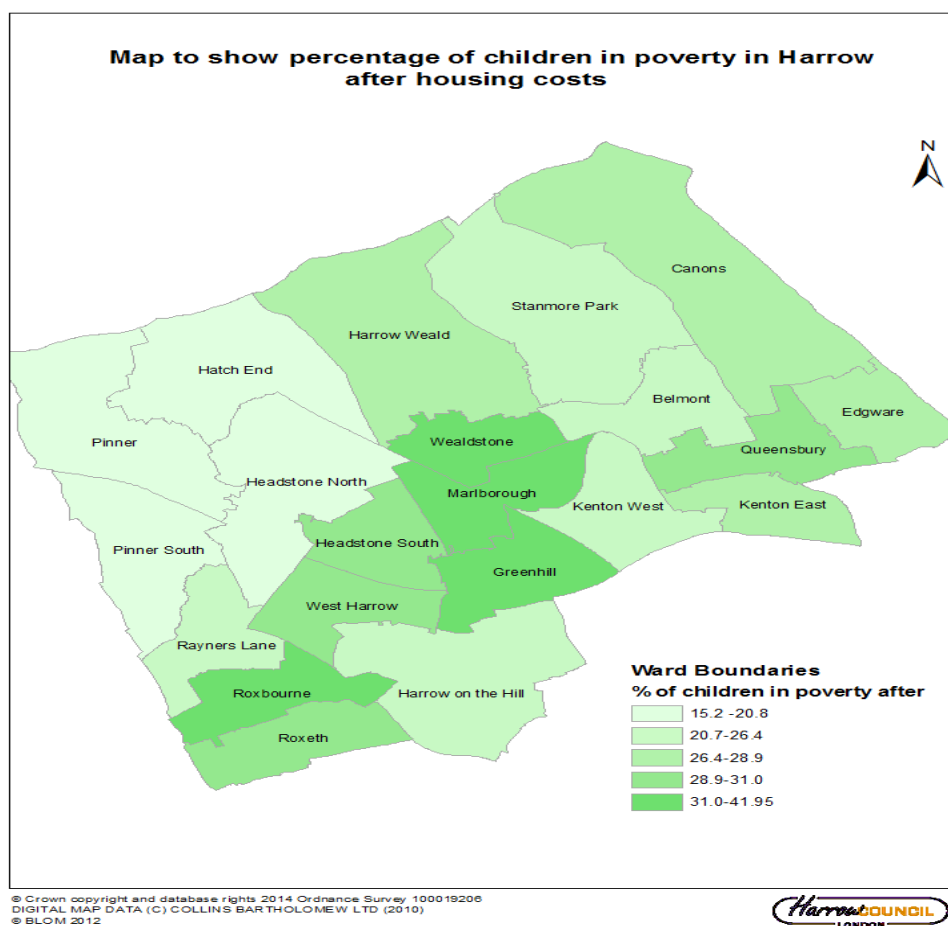 Map to show percentage of children in poverty in Harrow
after housing costs
N
Canons
Stanmore Park
Harrow Weald
Hatch End
Belmont
Edgware
Pinner
Wealdstone
Queensbury
Headstone North
Marlborough
Kenton West
Kenton East
Headstone South
Pinner South
Greenhill
West Harrow
Rayners Lane
Roxbourne
Harrow on the Hill
Roxeth
Ward Boundaries
% of children in poverty after
15.2 -20.8
20.7-26.4
26.4-28.9
28.9-31.0
31.0-41.95
© Crown copyright and database rights 2014 Ordnance Survey 100019206
DIGITAL MAP DATA (C) COLLINS BARTHOLOMEW LTD (2010)
© BLOM 2012
Harrow COUNCIL
LONDON